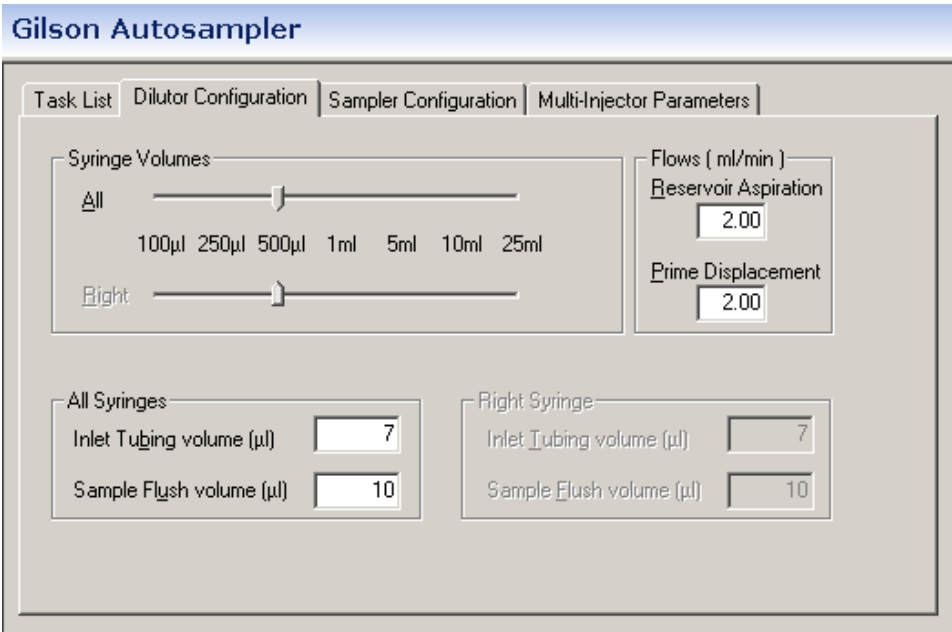 Gilson Autosampler
Task List Dilutor Configuration Sampler Configuration Multi-Injector Parameters
Syringe Volumes
All
100µl 250µl 500µl 1ml 5ml 10ml 25ml
Right
Flows ( ml/min )
Reservoir Aspiration
2.00
Prime Displacement
2.00
All Syringes
Inlet Tubing volume (µl) 7
Sample Flush volume (µl) 10
Right Syringe
Inlet Tubing volume (µl) 7
Sample Flush volume (µl) 10